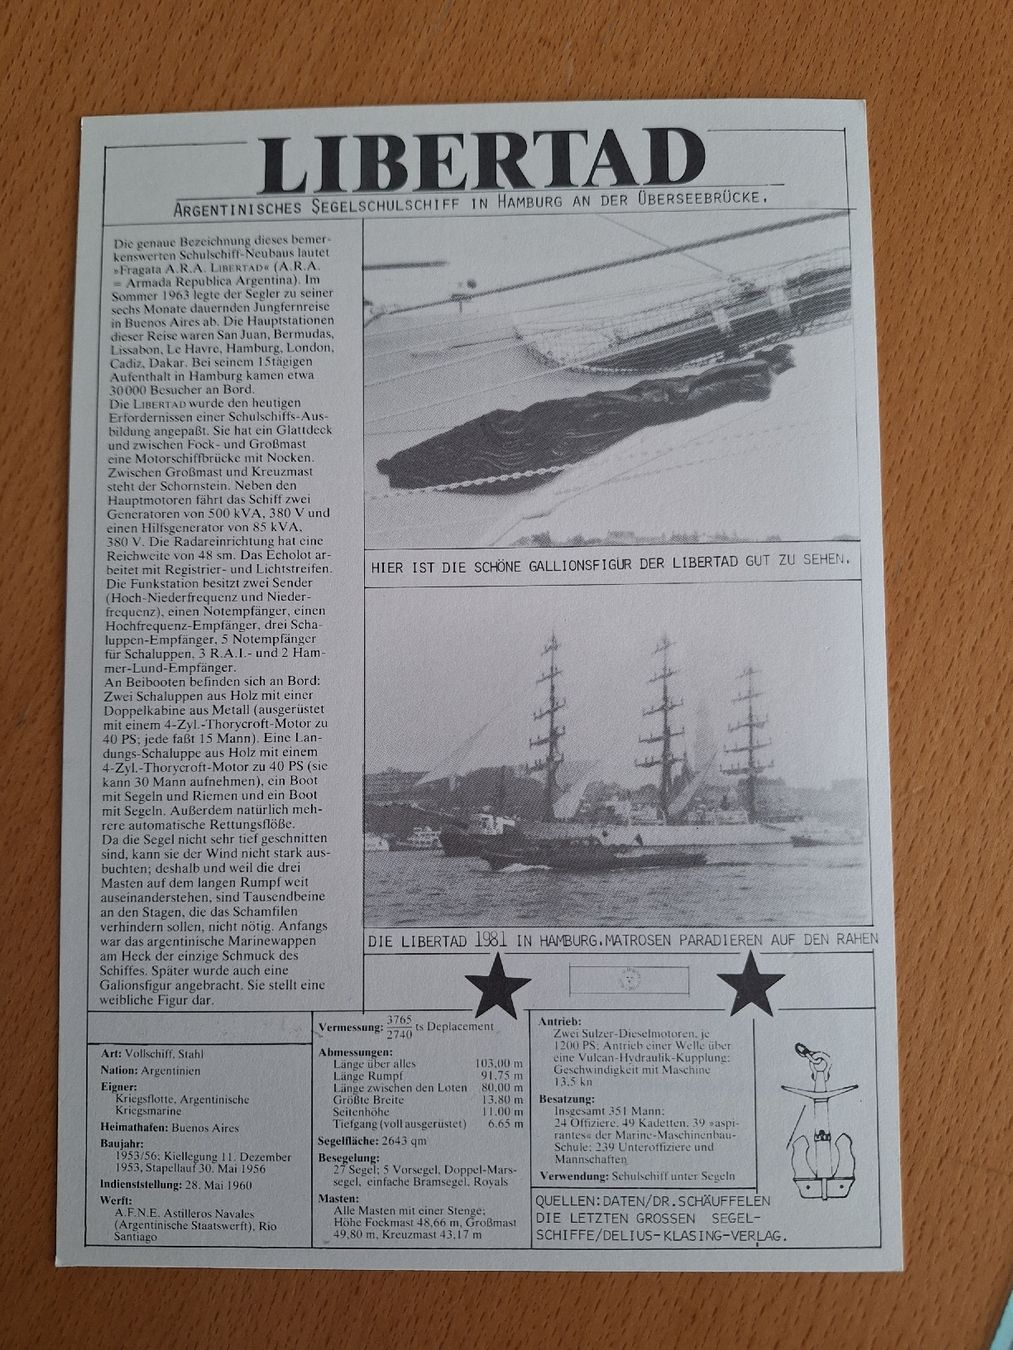 LIBERTAD
ARGENTINISCHES SEGELSCHULSCHIFF IN HAMBURG AN DER ÜBERSEEBRÜCKE.
Die genaue Bezeichnung dieses bemer-
kenswerten Schulschiff-Neubaus lautet
»Fragata A.R.A. LIBERTAD« (A.R.A.
= Armada Republica Argentina). Im
Sommer 1963 legte der Segler zu seiner
sechs Monate dauernden Jungfernreise
in Buenos Aires ab. Die Hauptstationen
dieser Reise waren San Juan, Bermudas,
Lissabon, Le Havre, Hamburg, London,
Cadiz, Dakar. Bei seinem 15tägigen
Aufenthalt in Hamburg kamen etwa
30 000 Besucher an Bord.
Die LIBERTAD wurde den heutigen
Erfordernissen einer Schulschiffs-Aus-
bildung angepaßt. Sie hat ein Glattdeck
und zwischen Fock- und Großmast
eine Motorschiffbrücke mit Nocken.
Zwischen Großmast und Kreuzmast
steht der Schornstein. Neben den
Hauptmotoren fährt das Schiff zwei
Generatoren von 500 kVA, 380 V und
einen Hilfsgenerator von 85 kVA,
380 V. Die Radareinrichtung hat eine
Reichweite von 48 sm. Das Echolot ar-
beitet mit Registrier- und Lichtstreifen.
Die Funkstation besitzt zwei Sender
(Hoch-Niederfrequenz und Nieder-
frequenz), einen Notempfänger, einen
Hochfrequenz-Empfänger, drei Scha-
luppen-Empfänger, 5 Notempfänger
für Schaluppen, 3 R.A.I.- und 2 Ham-
mer-Lund-Empfänger.
An Beibooten befinden sich an Bord:
Zwei Schaluppen aus Holz mit einer
Doppelkabine aus Metall (ausgerüstet
mit einem 4-Zyl.-Thorycroft-Motor zu
40 PS; jede faßt 15 Mann). Eine Lan-
dungs-Schaluppe aus Holz mit einem
4-Zyl.-Thorycroft-Motor zu 40 PS (sie
kann 30 Mann aufnehmen), ein Boot
mit Segeln und Riemen und ein Boot
mit Segeln. Außerdem natürlich meh-
rere automatische Rettungsflöße.
Da die Segel nicht sehr tief geschnitten
sind, kann sie der Wind nicht stark aus-
buchten; deshalb und weil die drei
Masten auf dem langen Rumpf weit
auseinanderstehen, sind Tausendbeine
an den Stagen, die das Schamfilen
verhindern sollen, nicht nötig. Anfangs
war das argentinische Marinewappen
am Heck der einzige Schmuck des
Schiffes. Später wurde auch eine
Galionsfigur angebracht. Sie stellt eine
weibliche Figur dar.
HIER IST DIE SCHÖNE GALLIONSFIGUR DER LIBERTAD GUT ZU SEHEN.
DIE LIBERTAD 1981 IN HAMBURG.MATROSEN PARADIEREN AUF DEN RAHEN
Art: Vollschiff, Stahl
Nation: Argentinien
Eigner:
Kriegsflotte, Argentinische
Kriegsmarine
Heimathafen: Buenos Aires
Baujahr:
1953/56; Kiellegung 11. Dezember
1953, Stapellauf 30. Mai 1956
Indienststellung: 28. Mai 1960
Werft:
A.F.N.E. Astilleros Navales
(Argentinische Staatswerft), Rio
Santiago
Vermessung: 3765/2740 ts Deplacement
Abmessungen:
Länge über alles 103,00 m
Länge Rumpf 91.75 m
Länge zwischen den Loten 80.00 m
Größte Breite 13.80 m
Seitenhöhe 11.00 m
Tiefgang (voll ausgerüstet) 6.65 m
Segelfläche: 2643 qm
Besegelung:
27 Segel; 5 Vorsegel, Doppel-Mars-
segel, einfache Bramsegel, Royals
Masten:
Alle Masten mit einer Stenge;
Höhe Fockmast 48,66 m, Großmast
49,80 m, Kreuzmast 43,17 m
Antrieb:
Zwei Sulzer-Dieselmotoren, je
1200 PS; Antrieb einer Welle über
eine Vulcan-Hydraulik-Kupplung;
Geschwindigkeit mit Maschine
13,5 kn
Besatzung:
Insgesamt 351 Mann;
24 Offiziere, 49 Kadetten, 39 »aspi-
rantes« der Marine-Maschinenbau-
Schule; 239 Unteroffiziere und
Mannschaften
Verwendung: Schulschiff unter Segeln
QUELLEN:DATEN/DR.SCHÄUFFELEN
DIE LETZTEN GROSSEN SEGEL-
SCHIFFE/DELIUS-KLASING-VERLAG.